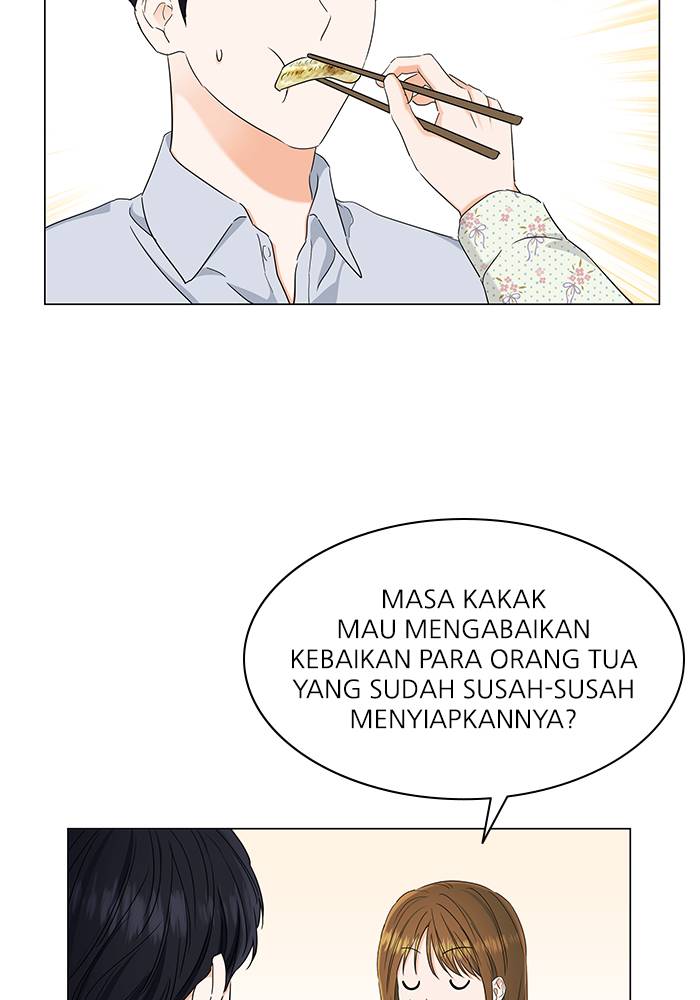 MASA KAKAK
MAU MENGABAIKAN
KEBAIKAN PARA ORANG TUA
YANG SUDAH SUSAH-SUSAH
MENYIAPKANNYA?